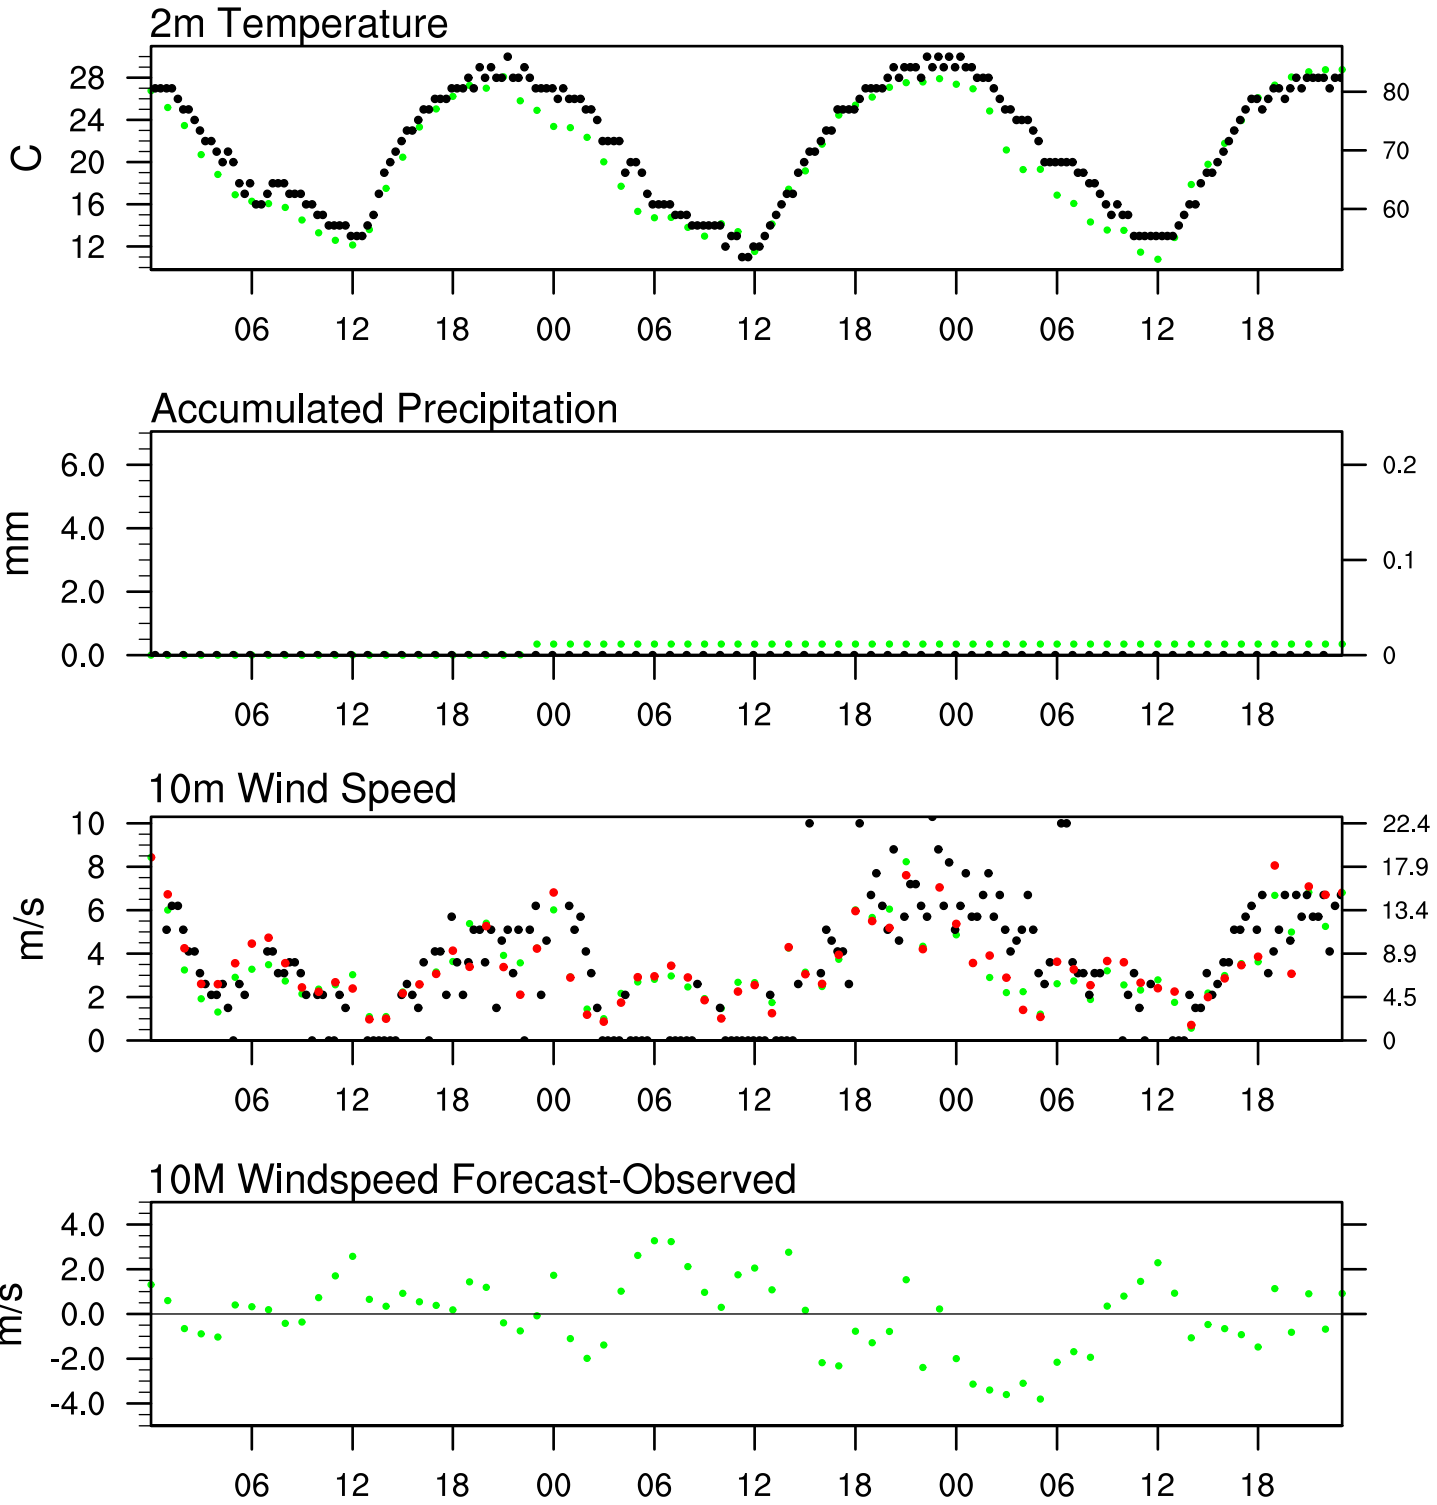 2m Temperature
C
28
24
20
16
12
80
70
60
06 12 18 00 06 12 18 00 06 12 18
Accumulated Precipitation
mm
6.0
4.0
2.0
0.0
0.2
0.1
0
06 12 18 00 06 12 18 00 06 12 18
10m Wind Speed
m/s
10
8
6
4
2
0
22.4
17.9
13.4
8.9
4.5
0
06 12 18 00 06 12 18 00 06 12 18
10M Windspeed Forecast-Observed
m/s
4.0
2.0
0.0
-2.0
-4.0
06 12 18 00 06 12 18 00 06 12 18